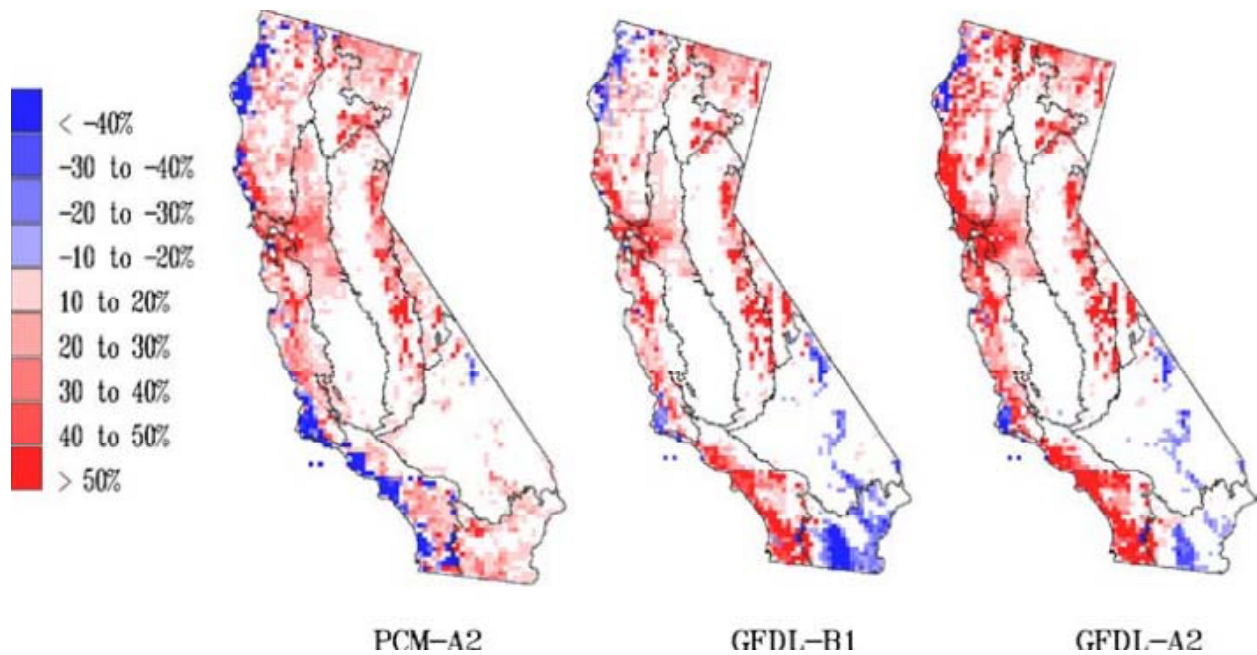 < -40%
-30 to -40%
-20 to -30%
-10 to -20%
10 to 20%
20 to 30%
30 to 40%
40 to 50%
> 50%
PCM-A2 GFDL-B1 GFDL-A2